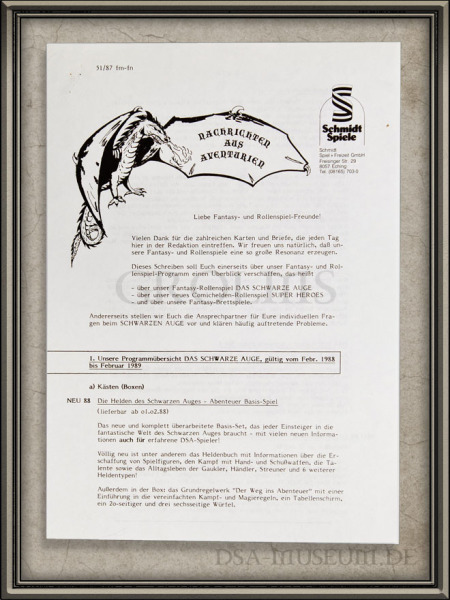 51/87 fm-fn
NACHRICHTEN
AUS
AVENTURIEN
Schmidt
Spiele
Schmidt
Spiel + Freizeit GmbH
Freisinger Str. 29
8057 Eching
Tel. (08165) 703-0
Liebe Fantasy- und Rollenspiel-Freunde!
Vielen Dank für die zahlreichen Karten und Briefe, die jeden Tag
hier in der Redaktion eintreffen. Wir freuen uns natürlich, daß un-
sere Fantasy- und Rollenspiele eine so große Resonanz erzeugen.
Dieses Schreiben soll Euch einerseits über unser Fantasy- und Rol-
lenspiel-Programm einen Überblick verschaffen, das heißt
- über unser Fantasy-Rollenspiel DAS SCHWARZE AUGE
- über unser neues Comichelden-Rollenspiel SUPER HEROES
- und über unsere Fantasy-Brettspiele.
Andererseits stellen wir Euch die Ansprechpartner für Eure individuellen Fra-
gen beim SCHWARZEN AUGE vor und klären häufig auftretende Probleme.
1. Unsere Programmübersicht DAS SCHWARZE AUGE, gültig vom Febr. 1988
bis Februar 1989
a) Kästen (Boxen)
NEU 88 Die Helden des Schwarzen Auges - Abenteuer Basis-Spiel
(lieferbar ab 01.02.88)
Das neue und komplett überarbeitete Basis-Set, das jeder Einsteiger in die
fantastische Welt des Schwarzen Auges braucht - mit vielen neuen Informa-
tionen auch für erfahrene DSA-Spieler!
Völlig neu ist unter anderem das Heldenbuch mit Informationen über die Er-
schaffung von Spielfiguren, den Kampf mit Hand- und Schußwaffen, die Ta-
lente sowie das Alltagsleben der Gaukler, Händler, Streuner und 6 weiterer
Heldentypen!
Außerdem in der Box: das Grundregelwerk "Der Weg ins Abenteuer" mit einer
Einführung in die vereinfachten Kampf- und Magieregeln, ein Tabellenschirm,
ein 20-seitiger und drei sechsseitige Würfel.
DSA-MUSEUM.DE